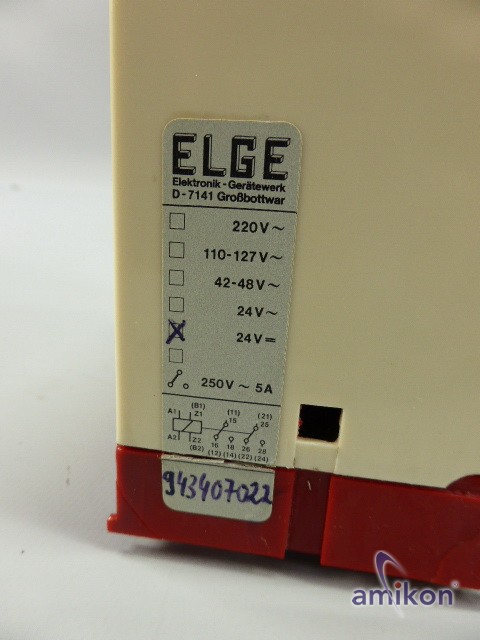 ELGE
Elektronik-Gerätewerk
D-7141 Großbottwar
220V~
110-127V~
42-48V~
24V~
24V=
250V~ 5A
(B1) (11) (21)
A1 Z1 15 25
A2 Z2 16 18 26 28
(B2) (12) (14) (22) (24)
943407022
amikon